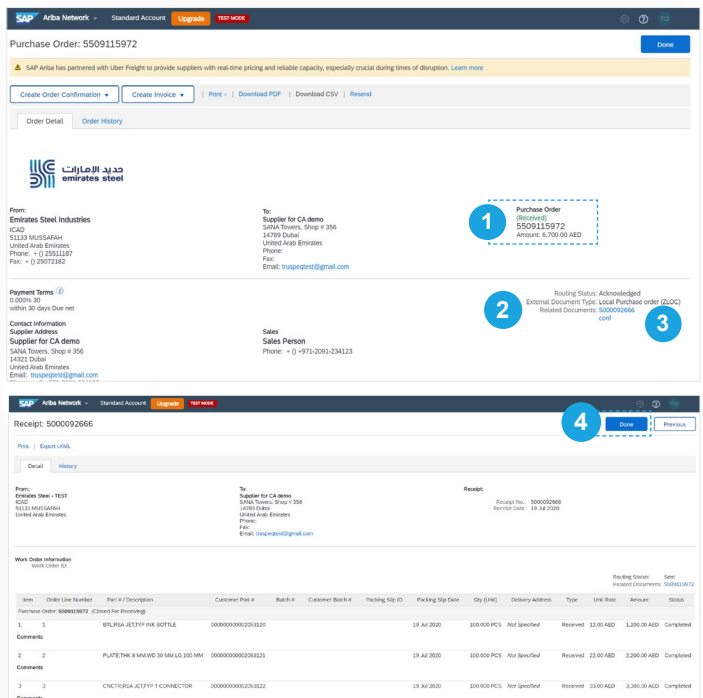 SAP Ariba Network Standard Account Upgrade TEST MODE
Purchase Order: 5509115972 Done
SAP Ariba has partnered with Uber Freight to provide suppliers with real-time pricing and reliable capacity, especially crucial during times of disruption. Learn more
Create Order Confirmation Create Invoice | Print | Download PDF | Download CSV | Resend
Order Detail Order History
حديد الإمارات
emirates steel
From:
Emirates Steel Industries
ICAD
51133 MUSSAFAH
United Arab Emirates
Phone: + () 25511187
Fax: + () 25072182
To:
Supplier for CA demo
SANA Towers, Shop # 356
14789 Dubai
United Arab Emirates
Phone:
Fax:
Email: truspeqtest@gmail.com
1
Purchase Order
(Received)
5509115972
Amount: 6,700.00 AED
Payment Terms
0.000% 30
within 30 days Due net
2
Routing Status: Acknowledged
External Document Type: Local Purchase order (ZLOC)
Related Documents: 5000092666
conf
3
Contact Information
Supplier Address
Supplier for CA demo
SANA Towers, Shop # 356
14321 Dubai
United Arab Emirates
Email: truspeqtest@gmail.com
Sales
Sales Person
Phone: + () +971-2091-234123
SAP Ariba Network Standard Account Upgrade TEST MODE
Receipt: 5000092666 4 Done Previous
Print | Export cXML
Detail History
From:
Emirates Steel - TEST
ICAD
51133 MUSSAFAH
United Arab Emirates
To:
Supplier for CA demo
SANA Towers, Shop # 356
14789 Dubai
United Arab Emirates
Phone:
Fax:
Email: truspeqtest@gmail.com
Receipt:
Receipt No.: 5000092666
Receipt Date: 19 Jul 2020
Work Order Information
Work Order ID:
Routing Status: Sent
Related Documents: 5509115972
Item Order Line Number Part # / Description Customer Part # Batch # Customer Batch # Packing Slip ID Packing Slip Date Qty (Unit) Delivery Address Type Unit Rate Amount Status
Purchase Order: 5509115972 (Closed For Receiving)
1 1 BTL;REA JET;TYP INK BOTTLE 000000000002053120 19 Jul 2020 100.000 PCS Not Specified Received 12.00 AED 1,200.00 AED Completed
Comments
2 2 PLATE;THK 8 MM;WD 30 MM;LG 100 MM 000000000002053121 19 Jul 2020 100.000 PCS Not Specified Received 22.00 AED 2,200.00 AED Completed
Comments
3 3 CNCTR;REA JET;TYP T CONNECTOR 000000000002053122 19 Jul 2020 100.000 PCS Not Specified Received 33.00 AED 3,300.00 AED Completed
Comments